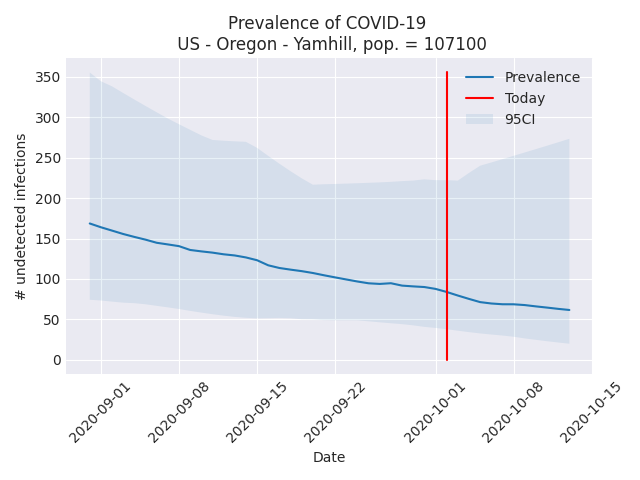 Prevalence of COVID-19
US - Oregon - Yamhill, pop. = 107100
350
300
250
200
150
100
50
0
# undetected infections
Prevalence
Today
95CI
2020-09-01
2020-09-08
2020-09-15
2020-09-22
2020-10-01
2020-10-08
2020-10-15
Date